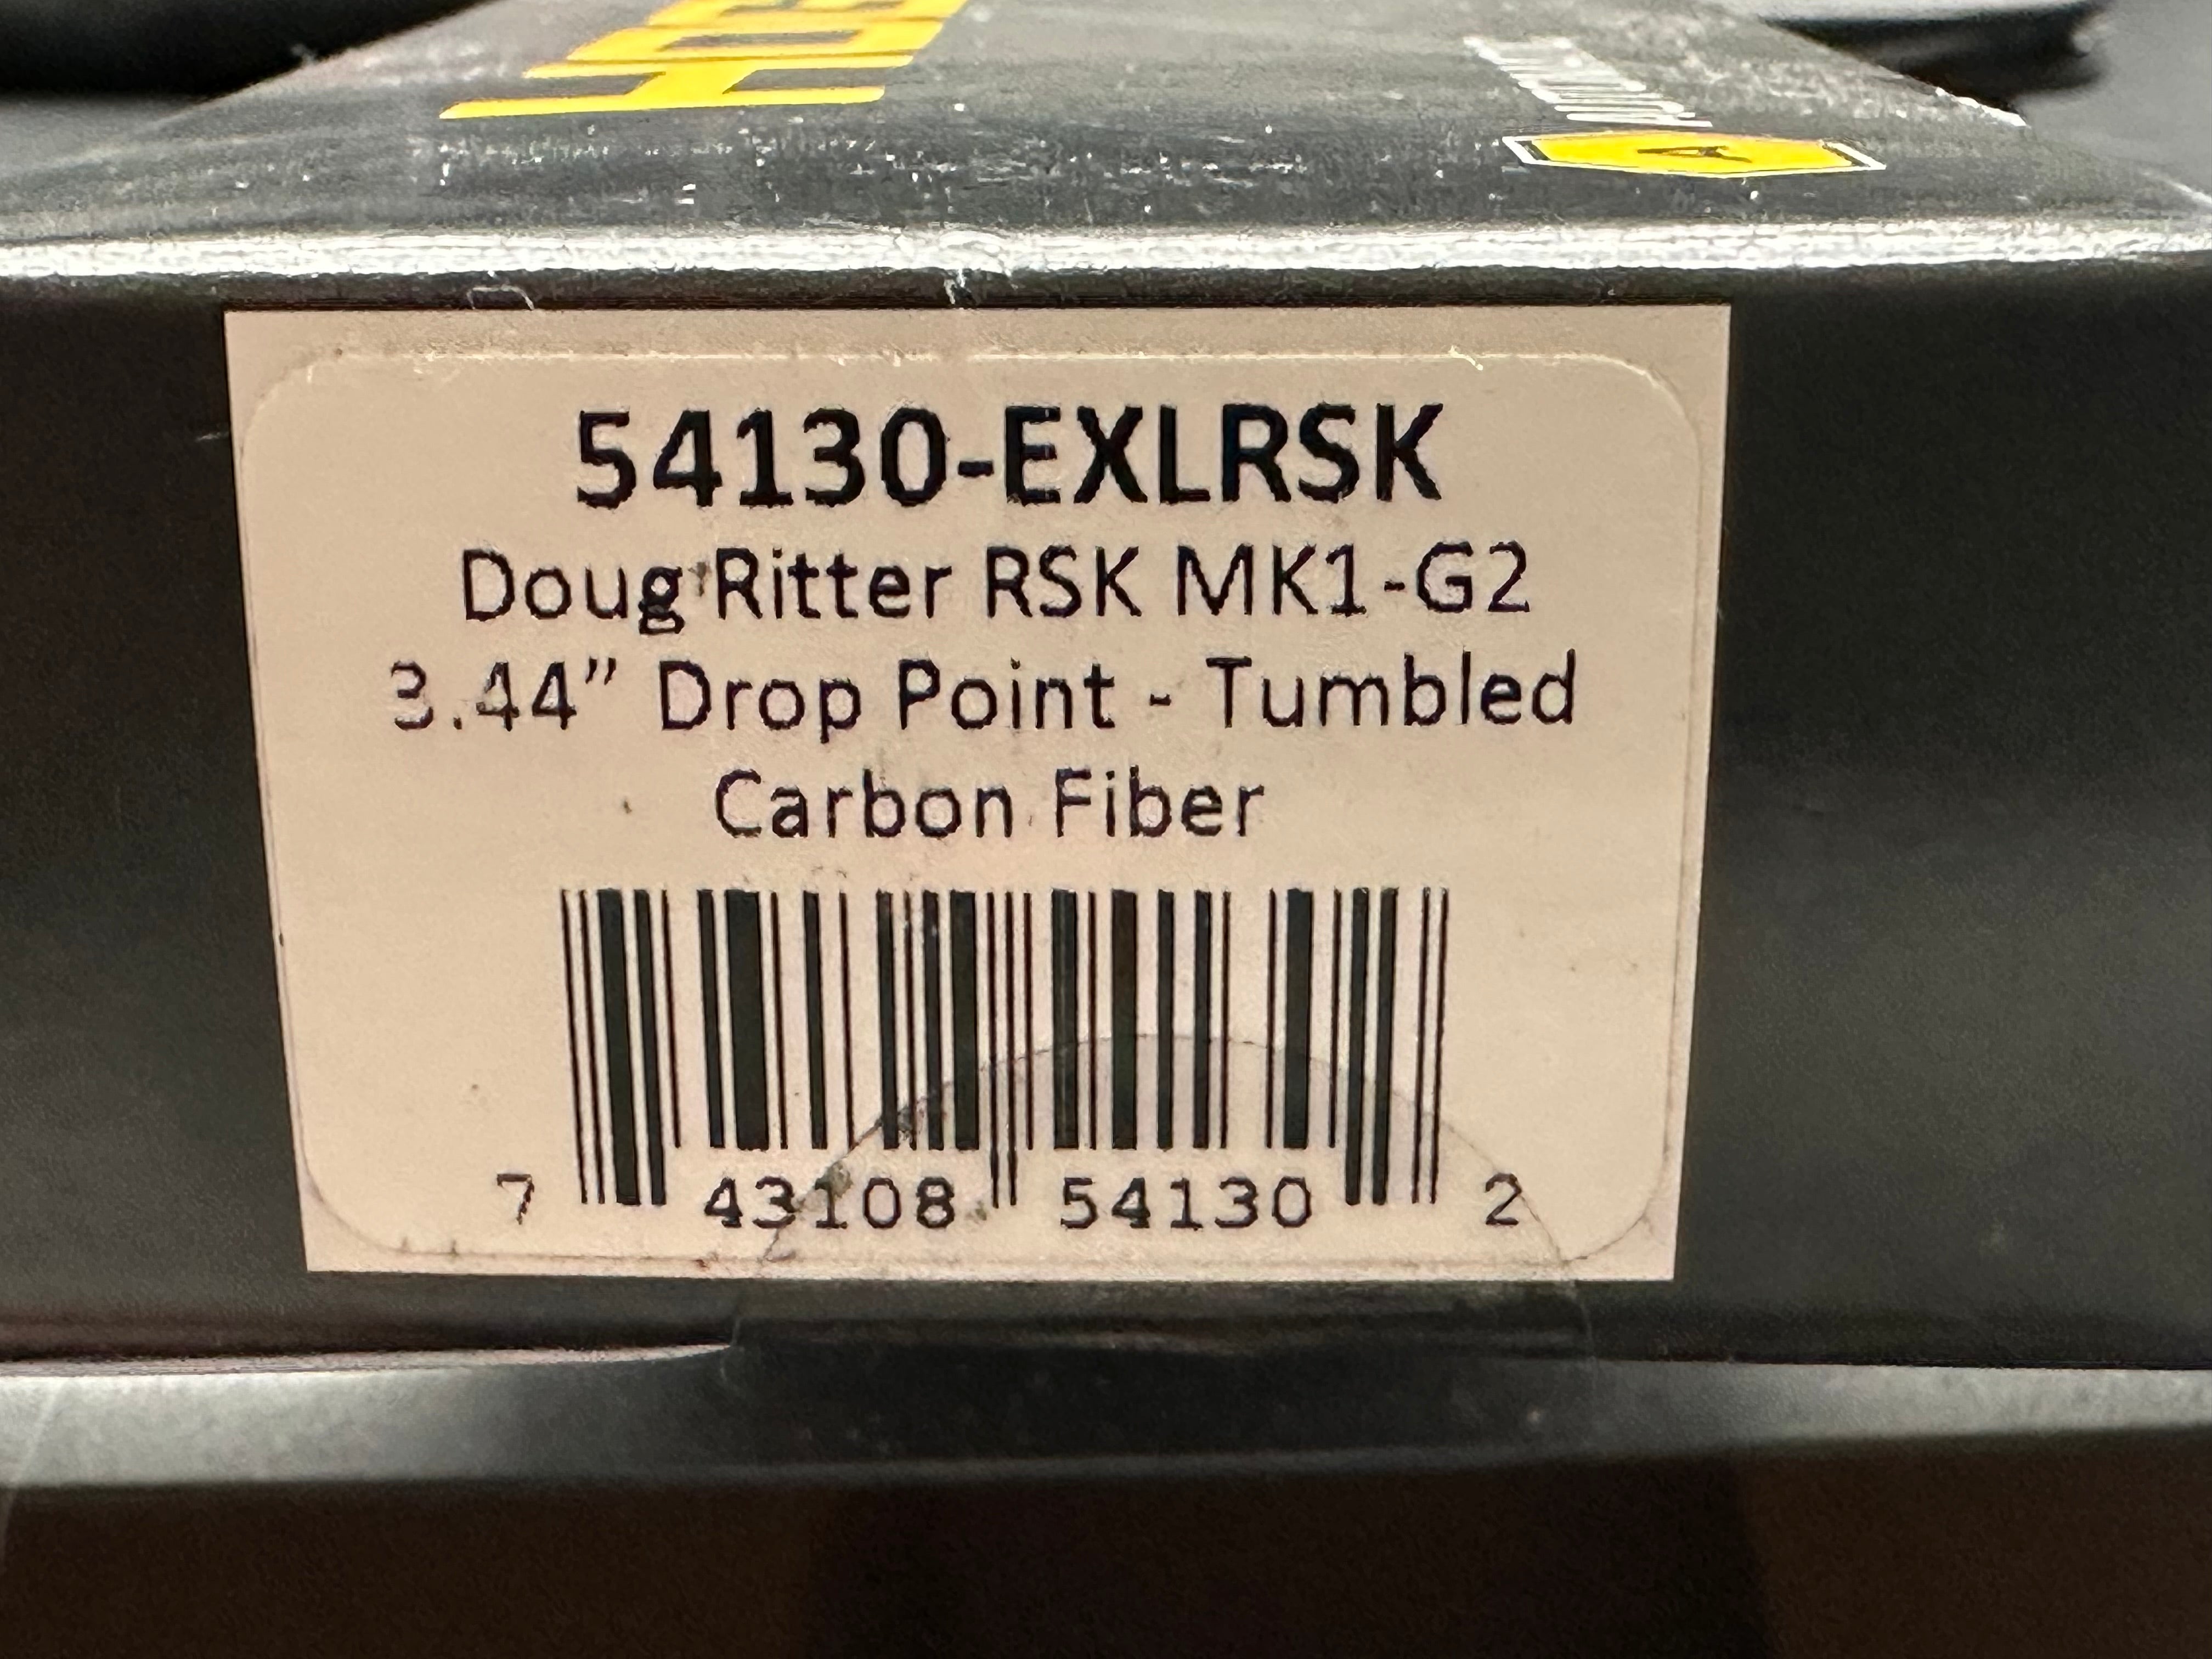 54130-EXLRSK
Doug Ritter RSK MK1-G2
3.44” Drop Point - Tumbled
Carbon Fiber
7 43108 54130 2